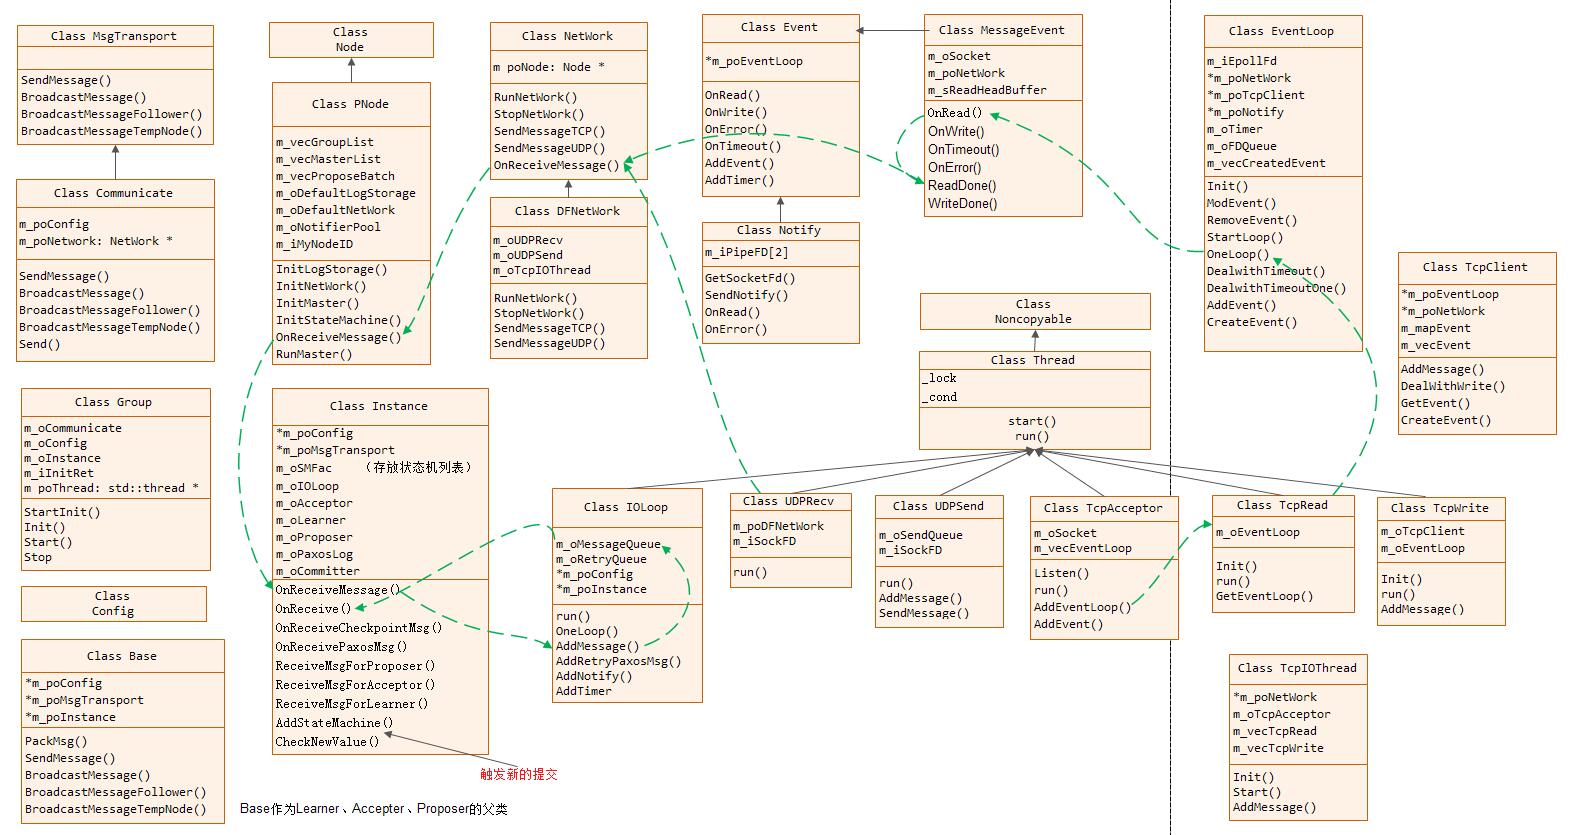 Class MsgTransport
SendMessage()
BroadcastMessage()
BroadcastMessageFollower()
BroadcastMessageTempNode()
Class Communicate
m_poConfig
m_poNetwork: NetWork *
SendMessage()
BroadcastMessage()
BroadcastMessageFollower()
BroadcastMessageTempNode()
Send()
Class Group
m_oCommunicate
m_oConfig
m_oInstance
m_iInitRet
m_poThread: std::thread *
StartInit()
Init()
Start()
Stop
Class
Config
Class Base
*m_poConfig
*m_poMsgTransport
*m_poInstance
PackMsg()
SendMessage()
BroadcastMessage()
BroadcastMessageFollower()
BroadcastMessageTempNode()
Class
Node
Class PNode
m_vecGroupList
m_vecMasterList
m_vecProposeBatch
m_oDefaultLogStorage
m_oDefaultNetWork
m_oNotifierPool
m_iMyNodeID
InitLogStorage()
InitNetWork()
InitMaster()
InitStateMachine()
OnReceiveMessage()
RunMaster()
Class Instance
*m_poConfig
*m_poMsgTransport
m_oSMFac （存放状态机列表）
m_oIOLoop
m_oAcceptor
m_oLearner
m_oProposer
m_oPaxosLog
m_oCommitter
OnReceiveMessage()
OnReceive()
OnReceiveCheckpointMsg()
OnReceivePaxosMsg()
ReceiveMsgForProposer()
ReceiveMsgForAcceptor()
ReceiveMsgForLearner()
AddStateMachine()
CheckNewValue()
触发新的提交
Base作为Learner、Accepter、Proposer的父类
Class NetWork
m_poNode: Node *
RunNetWork()
StopNetWork()
SendMessageTCP()
SendMessageUDP()
OnReceiveMessage()
Class DFNetWork
m_oUDPRecv
m_oUDPSend
m_oTcpIOThread
RunNetWork()
StopNetWork()
SendMessageTCP()
SendMessageUDP()
Class IOLoop
m_oMessageQueue
m_oRetryQueue
*m_poConfig
*m_poInstance
run()
OneLoop()
AddMessage()
AddRetryPaxosMsg()
AddNotify()
AddTimer
Class Event
*m_poEventLoop
OnRead()
OnWrite()
OnError()
OnTimeout()
AddEvent()
AddTimer()
Class Notify
m_iPipeFD[2]
GetSocketFd()
SendNotify()
OnRead()
OnError()
Class MessageEvent
m_oSocket
m_poNetWork
m_sReadHeadBuffer
OnRead()
OnWrite()
OnTimeout()
OnError()
ReadDone()
WriteDone()
Class
Noncopyable
Class Thread
_lock
_cond
start()
run()
Class UDPRecv
m_poDFNetWork
m_iSockFD
run()
Class UDPSend
m_oSendQueue
m_iSockFD
run()
AddMessage()
SendMessage()
Class TcpAcceptor
m_oSocket
m_vecEventLoop
Listen()
run()
AddEventLoop()
AddEvent()
Class EventLoop
m_iEpollFd
*m_poNetWork
*m_poTcpClient
*m_poNotify
m_oTimer
m_oFDQueue
m_vecCreatedEvent
Init()
ModEvent()
RemoveEvent()
StartLoop()
OneLoop()
DealwithTimeout()
DealwithTimeoutOne()
AddEvent()
CreateEvent()
Class TcpClient
*m_poEventLoop
*m_poNetWork
m_mapEvent
m_vecEvent
AddMessage()
DealWithWrite()
GetEvent()
CreateEvent()
Class TcpRead
m_oEventLoop
Init()
run()
GetEventLoop()
Class TcpWrite
m_oTcpClient
m_oEventLoop
Init()
run()
AddMessage()
Class TcpIOThread
*m_poNetWork
m_oTcpAcceptor
m_vecTcpRead
m_vecTcpWrite
Init()
Start()
AddMessage()